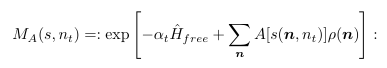 $M_A(s, n_t) =: \exp\left[-\alpha_t \hat{H}_{free} + \sum_{\boldsymbol{n}} A[s(\boldsymbol{n}, n_t)]\rho(\boldsymbol{n})\right] :$